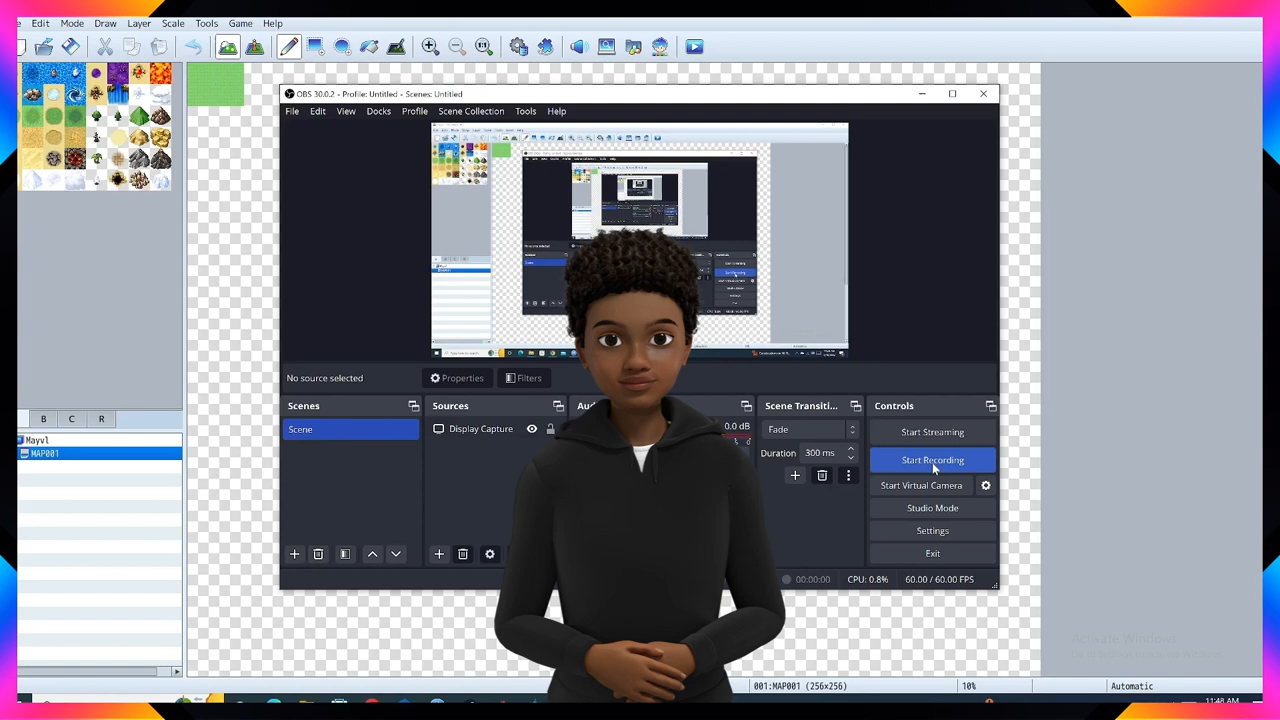 Edit Mode Draw Layer Scale Tools Game Help
OBS 30.0.2 - Profile: Untitled - Scenes: Untitled
File Edit View Docks Profile Scene Collection Tools Help
No source selected Properties Filters
Scenes Sources Scene Transiti... Controls
Scene
Display Capture
0.0 dB
Fade
Duration 300 ms
Start Streaming
Start Recording
Start Virtual Camera
Studio Mode
Settings
Exit
00:00:00 CPU: 0.8% 60.00 / 60.00 FPS
B C R
Mayvl
MAP001
Activate Windows
001:MAP001 (256x256) 10% Automatic
11:48 AM